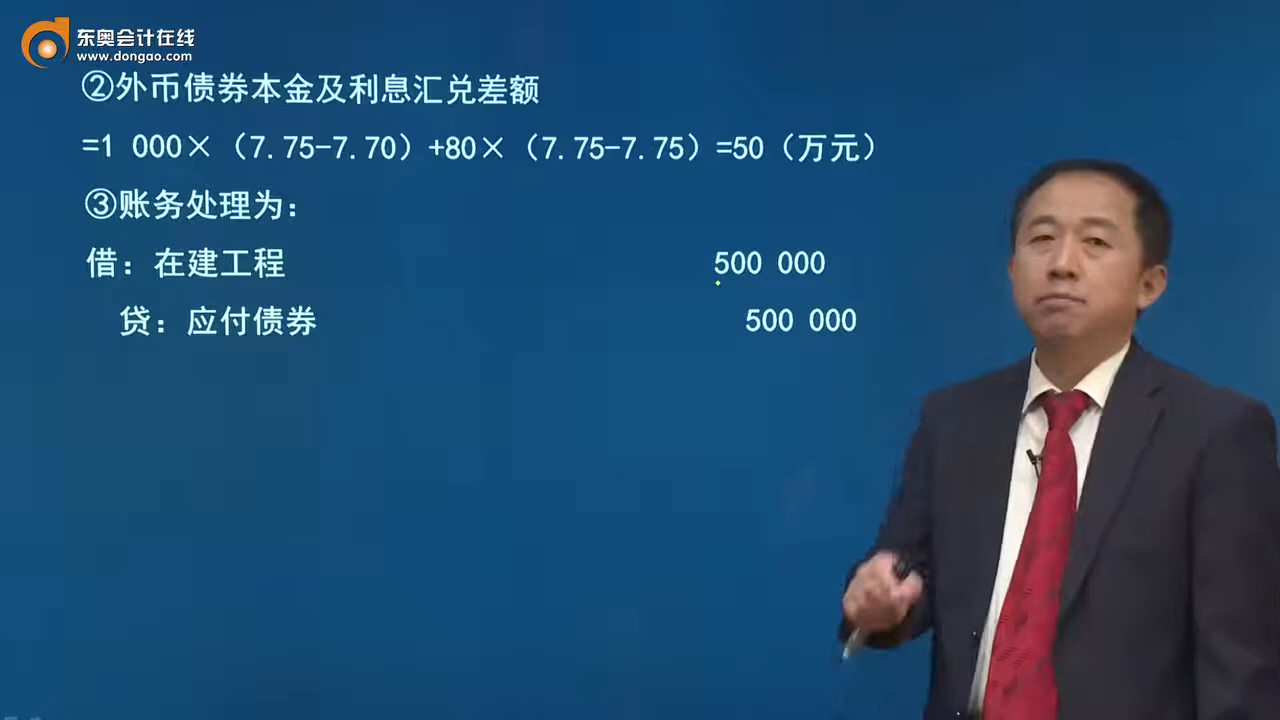 东奥会计在线
www.dongao.com
②外币债券本金及利息汇兑差额
=1 000×（7.75-7.70）+80×（7.75-7.75）=50（万元）
③账务处理为：
借：在建工程 500 000
贷：应付债券 500 000